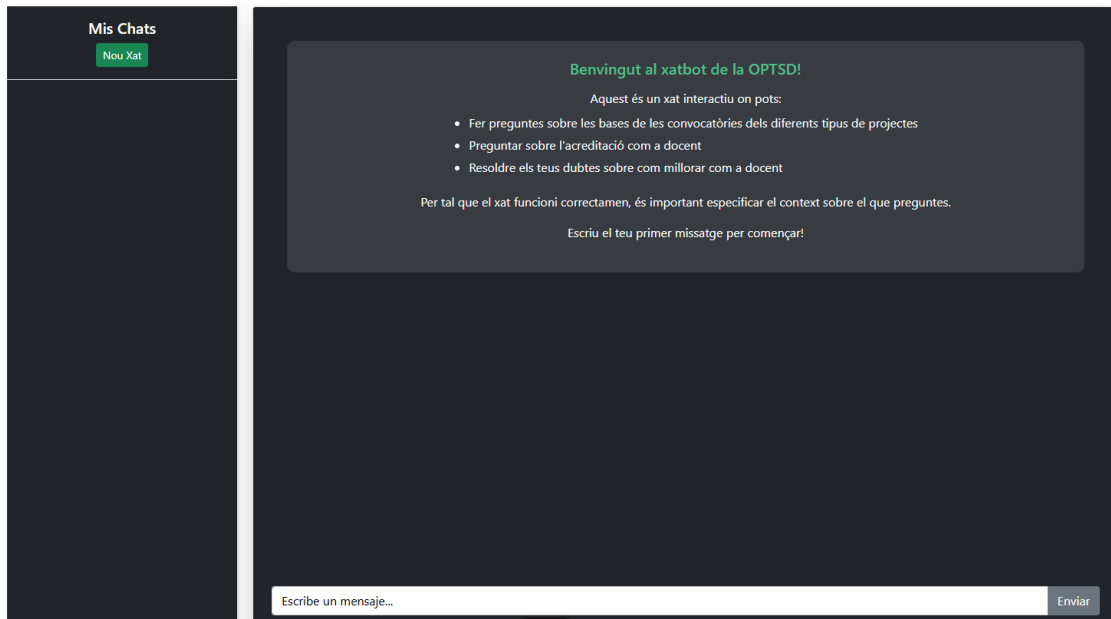 Mis Chats
Nou Xat
Benvingut al xatbot de la OPTSD!
Aquest és un xat interactiu on pots:
• Fer preguntes sobre les bases de les convocatòries dels diferents tipus de projectes
• Preguntar sobre l'acreditació com a docent
• Resoldre els teus dubtes sobre com millorar com a docent
Per tal que el xat funcioni correctamen, és important especificar el context sobre el que preguntes.
Escriu el teu primer missatge per començar!
Escribe un mensaje...
Enviar